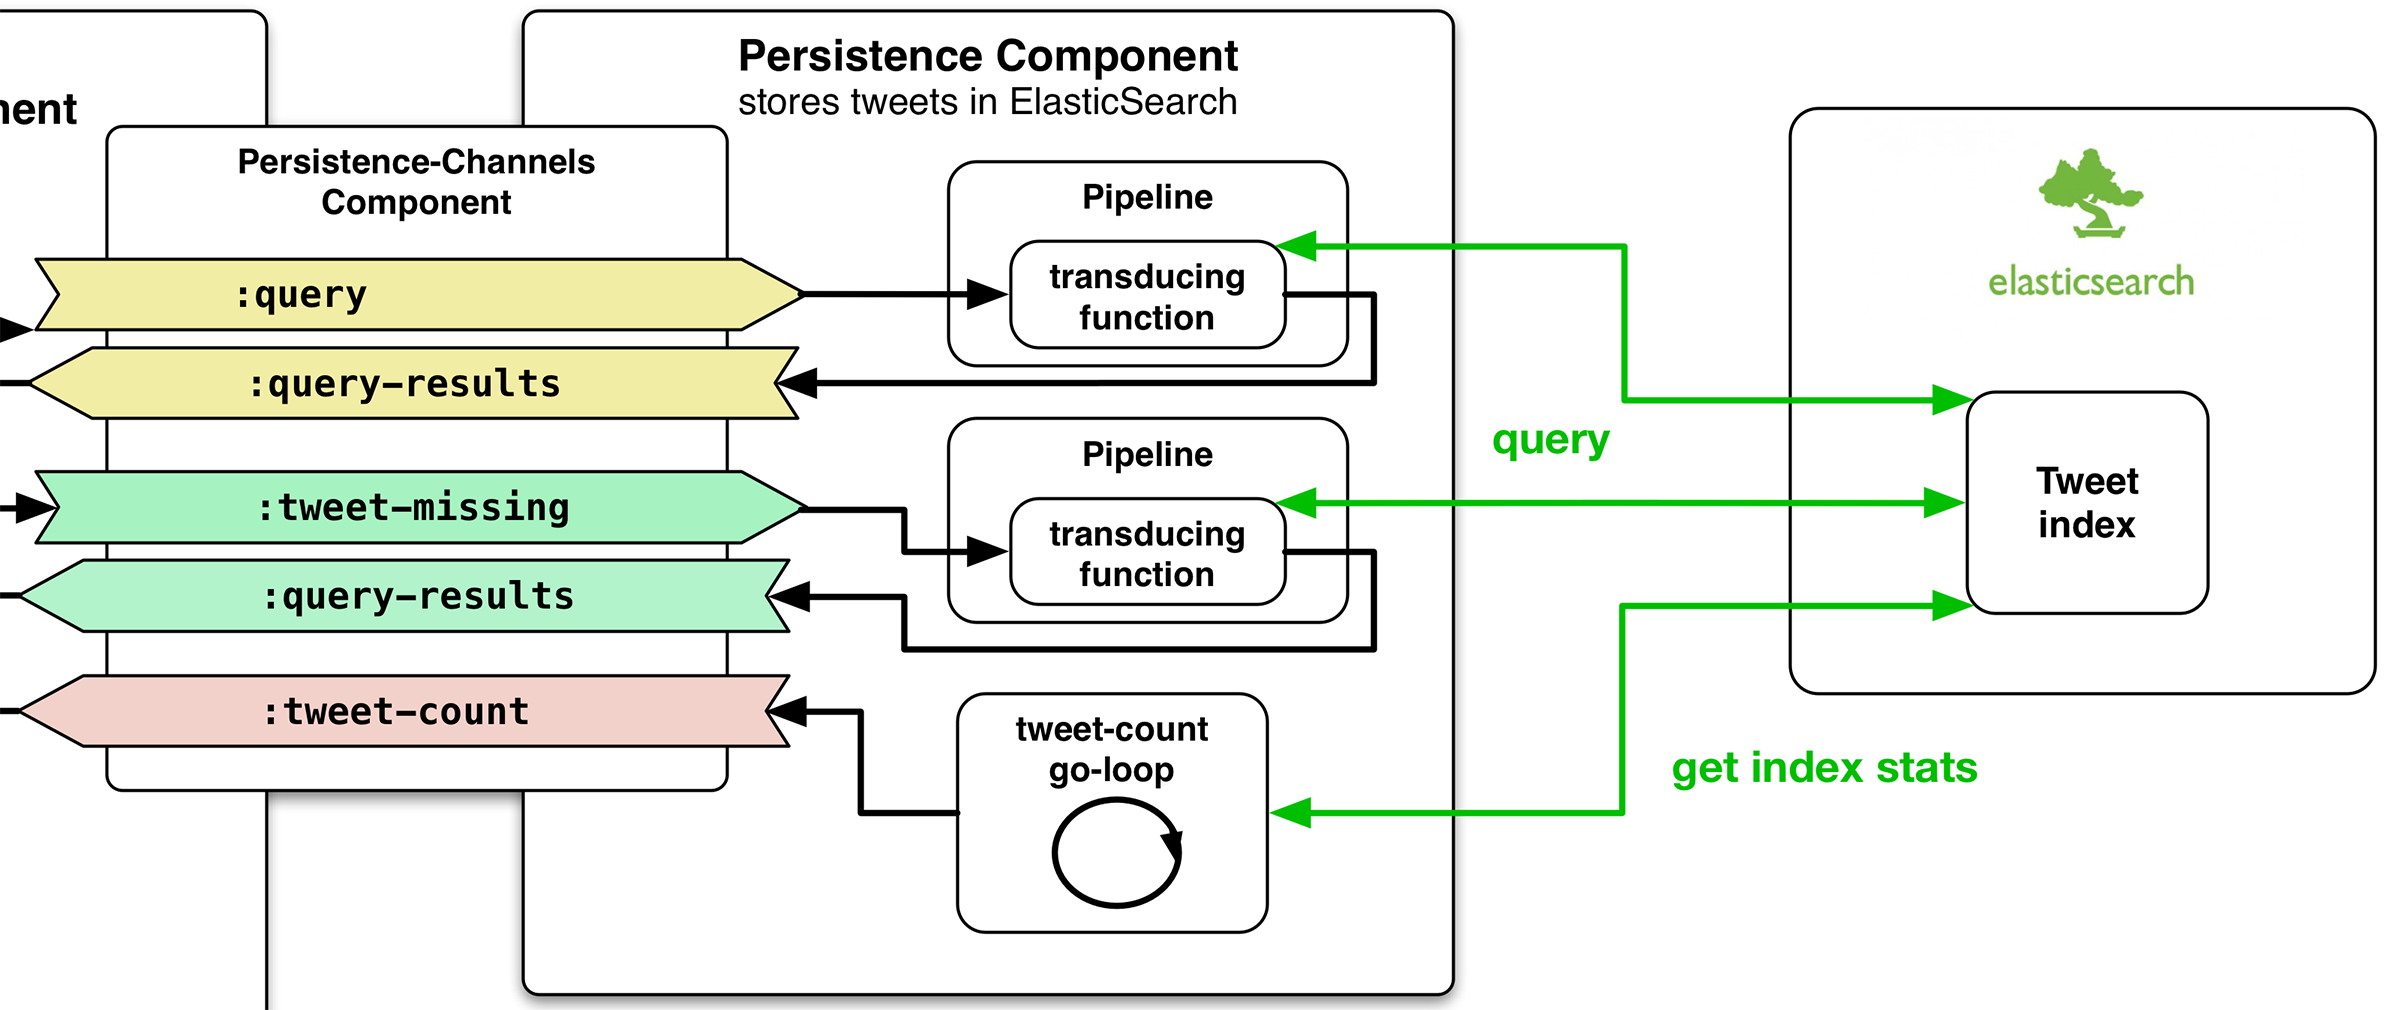 Persistence Component
stores tweets in ElasticSearch
Persistence-Channels
Component
:query
:query-results
:tweet-missing
:query-results
:tweet-count
Pipeline
transducing
function
Pipeline
transducing
function
tweet-count
go-loop
query
get index stats
elasticsearch
Tweet
index